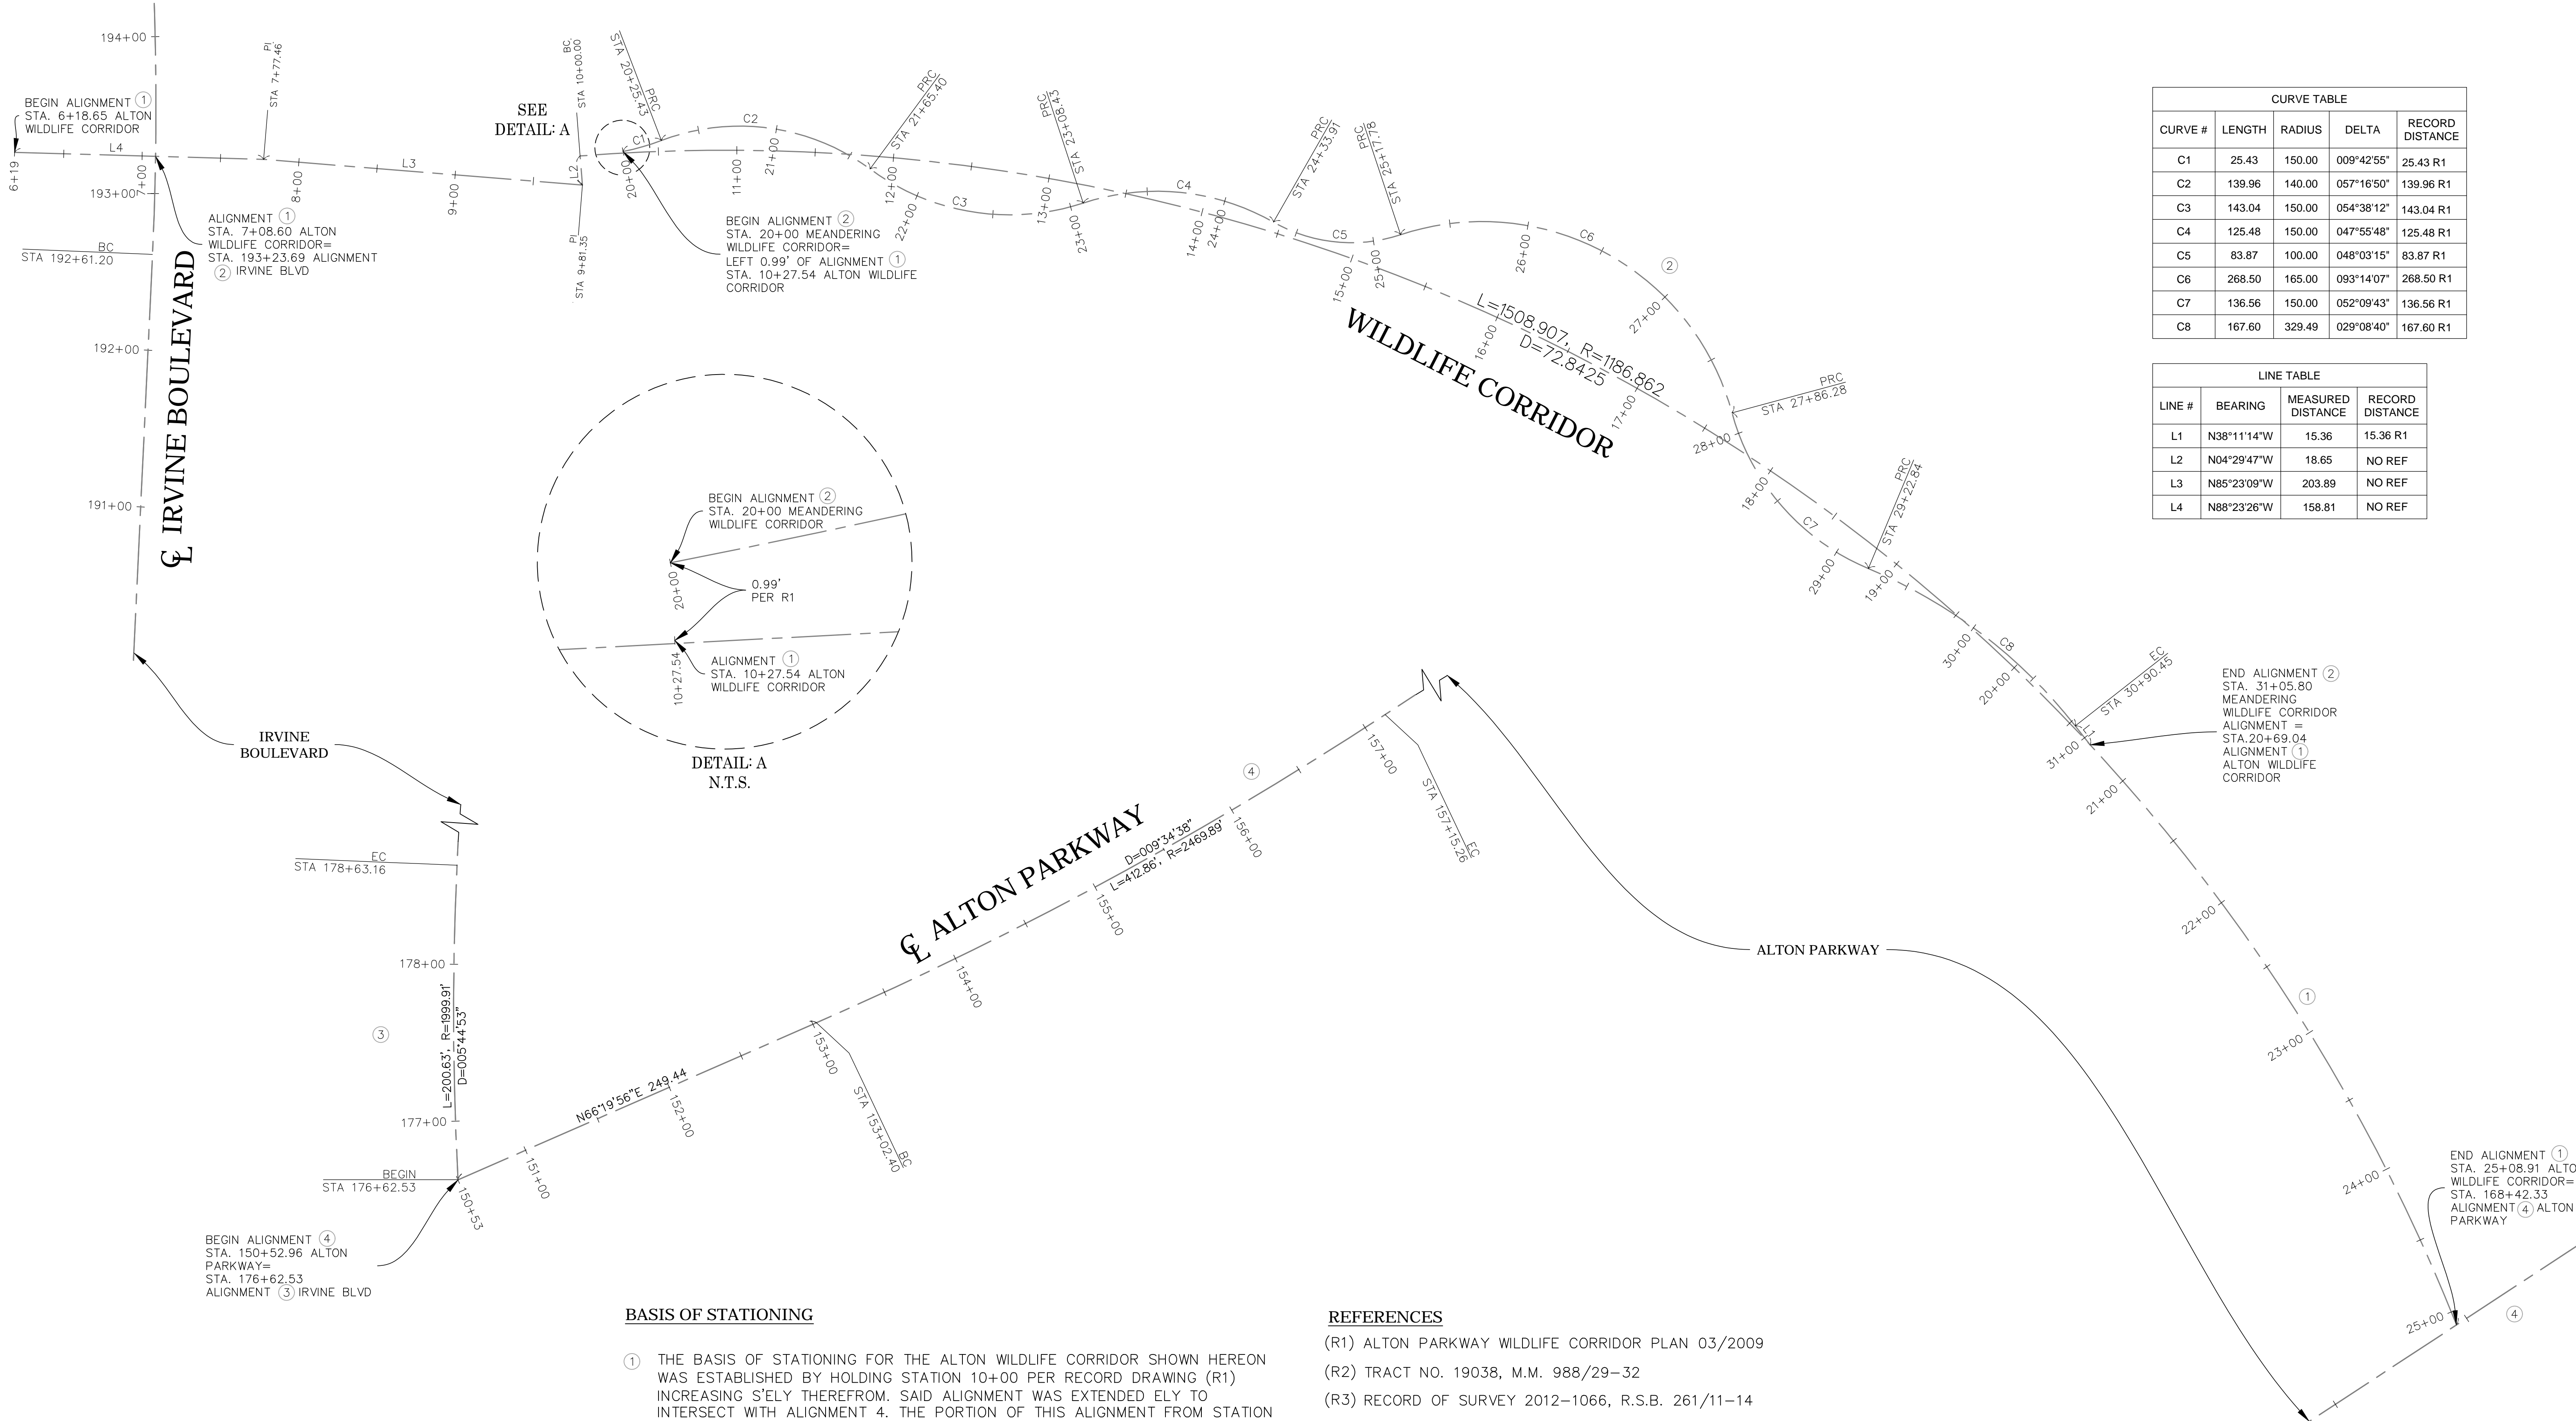 194+00
BEGIN ALIGNMENT ①
STA. 6+18.65 ALTON
WILDLIFE CORRIDOR
6+19
L4
7+00
193+00
PI
STA 7+77.46
L3
8+00
9+00
ALIGNMENT ①
STA. 7+08.60 ALTON
WILDLIFE CORRIDOR=
STA. 193+23.69 ALIGNMENT
② IRVINE BLVD
BC
STA 192+61.20
192+00
191+00
℄ IRVINE BOULEVARD
SEE
DETAIL: A
BC
STA 10+00.00
L2
PI
STA 9+81.35
PRC
STA 20+25.43
C1
20+00
C2
11+00
21+00
BEGIN ALIGNMENT ②
STA. 20+00 MEANDERING
WILDLIFE CORRIDOR=
LEFT 0.99' OF ALIGNMENT ①
STA. 10+27.54 ALTON WILDLIFE
CORRIDOR
PRC
STA 21+65.40
12+00
22+00
C3
PRC
STA 23+08.43
13+00
23+00
C4
14+00
24+00
PRC
STA 24+33.91
C5
PRC
STA 25+17.78
15+00
25+00
C6
26+00
②
27+00
L=1508.907, R=1186.862
D=72.8425
16+00
17+00
WILDLIFE CORRIDOR
PRC
STA 27+86.28
28+00
18+00
C7
PRC
STA 29+22.84
29+00
19+00
30+00
C8
20+00
EC
STA 30+90.45
L1
31+00
21+00
END ALIGNMENT ②
STA. 31+05.80
MEANDERING
WILDLIFE CORRIDOR
ALIGNMENT =
STA.20+69.04
ALIGNMENT ①
ALTON WILDLIFE
CORRIDOR
22+00
①
23+00
24+00
25+00
END ALIGNMENT ①
STA. 25+08.91 ALTO
WILDLIFE CORRIDOR=
STA. 168+42.33
ALIGNMENT ④ ALTON
PARKWAY
④
CURVE TABLE
CURVE # LENGTH RADIUS DELTA RECORD DISTANCE
C1 25.43 150.00 009°42'55" 25.43 R1
C2 139.96 140.00 057°16'50" 139.96 R1
C3 143.04 150.00 054°38'12" 143.04 R1
C4 125.48 150.00 047°55'48" 125.48 R1
C5 83.87 100.00 048°03'15" 83.87 R1
C6 268.50 165.00 093°14'07" 268.50 R1
C7 136.56 150.00 052°09'43" 136.56 R1
C8 167.60 329.49 029°08'40" 167.60 R1
LINE TABLE
LINE # BEARING MEASURED DISTANCE RECORD DISTANCE
L1 N38°11'14"W 15.36 15.36 R1
L2 N04°29'47"W 18.65 NO REF
L3 N85°23'09"W 203.89 NO REF
L4 N88°23'26"W 158.81 NO REF
BEGIN ALIGNMENT ②
STA. 20+00 MEANDERING
WILDLIFE CORRIDOR
20+00
0.99'
PER R1
10+27.54
ALIGNMENT ①
STA. 10+27.54 ALTON
WILDLIFE CORRIDOR
DETAIL: A
N.T.S.
IRVINE
BOULEVARD
EC
STA 178+63.16
178+00
③
L=200.63', R=1999.91'
D=005°44'53"
177+00
BEGIN
STA 176+62.53
150+53
BEGIN ALIGNMENT ④
STA. 150+52.96 ALTON
PARKWAY=
STA. 176+62.53
ALIGNMENT ③ IRVINE BLVD
151+00
N66°19'56"E 249.44
152+00
153+00
BC
STA 153+02.40
℄ ALTON PARKWAY
154+00
155+00
D=009°34'38"
L=412.86', R=2469.89'
156+00
④
157+00
EC
STA 157+15.26
ALTON PARKWAY
BASIS OF STATIONING
① THE BASIS OF STATIONING FOR THE ALTON WILDLIFE CORRIDOR SHOWN HEREON
WAS ESTABLISHED BY HOLDING STATION 10+00 PER RECORD DRAWING (R1)
INCREASING S'ELY THEREFROM. SAID ALIGNMENT WAS EXTENDED ELY TO
INTERSECT WITH ALIGNMENT 4. THE PORTION OF THIS ALIGNMENT FROM STATION
REFERENCES
(R1) ALTON PARKWAY WILDLIFE CORRIDOR PLAN 03/2009
(R2) TRACT NO. 19038, M.M. 988/29-32
(R3) RECORD OF SURVEY 2012-1066, R.S.B. 261/11-14